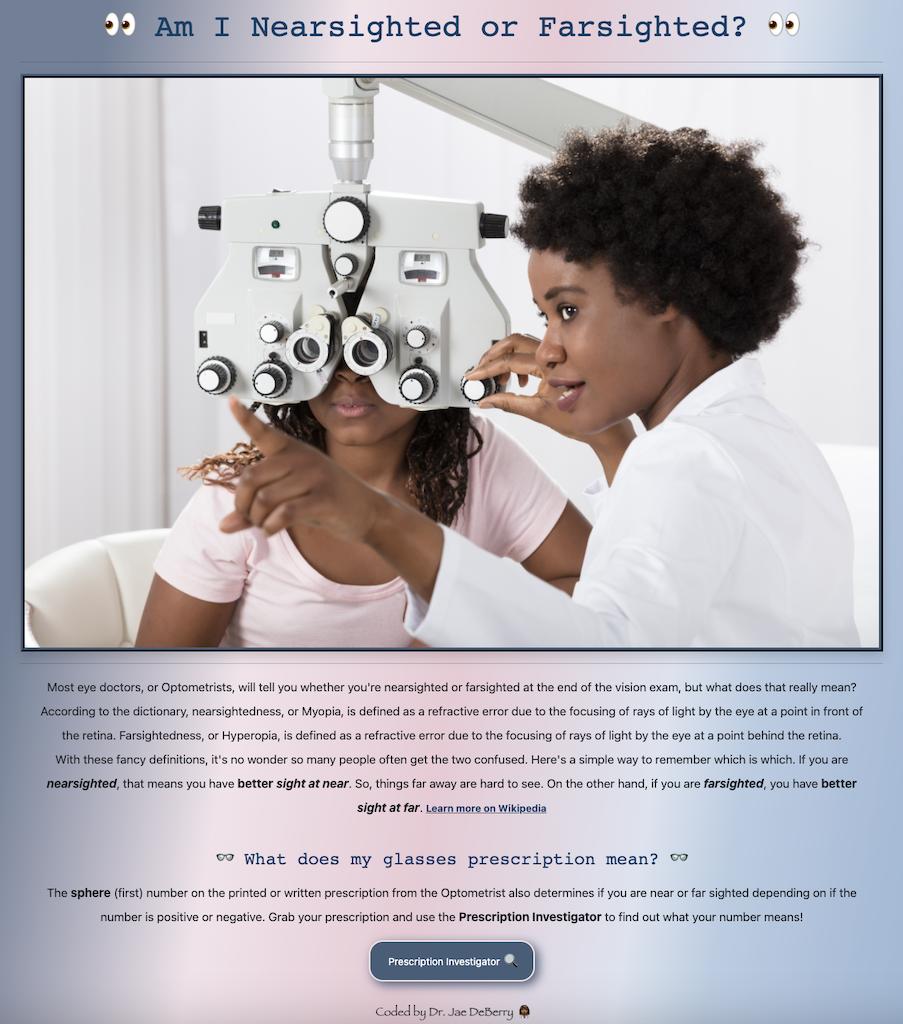 👀 Am I Nearsighted or Farsighted? 👀
Most eye doctors, or Optometrists, will tell you whether you're nearsighted or farsighted at the end of the vision exam, but what does that really mean?
According to the dictionary, nearsightedness, or Myopia, is defined as a refractive error due to the focusing of rays of light by the eye at a point in front of
the retina. Farsightedness, or Hyperopia, is defined as a refractive error due to the focusing of rays of light by the eye at a point behind the retina.
With these fancy definitions, it's no wonder so many people often get the two confused. Here's a simple way to remember which is which. If you are
nearsighted, that means you have better sight at near. So, things far away are hard to see. On the other hand, if you are farsighted, you have better
sight at far. Learn more on Wikipedia
👓 What does my glasses prescription mean? 👓
The sphere (first) number on the printed or written prescription from the Optometrist also determines if you are near or far sighted depending on if the
number is positive or negative. Grab your prescription and use the Prescription Investigator to find out what your number means!
Prescription Investigator 🔍
Coded by Dr. Jae DeBerry 👩🏾